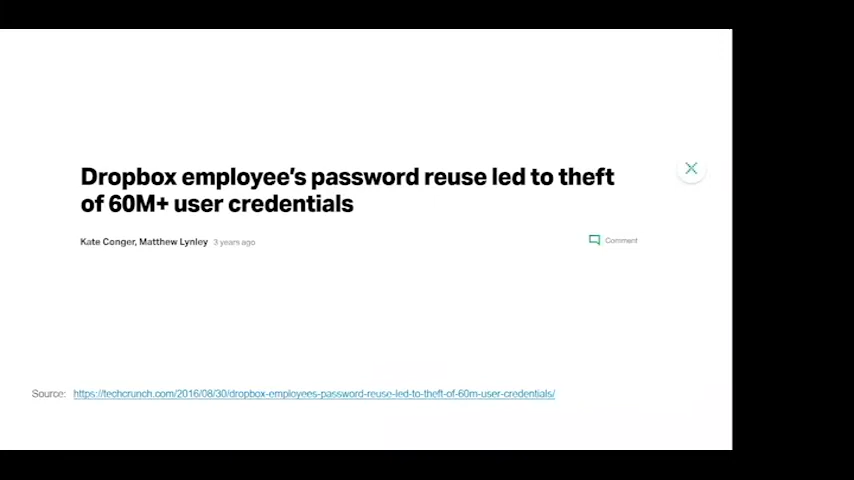 Dropbox employee's password reuse led to theft
of 60M+ user credentials
Kate Conger, Matthew Lynley 3 years ago
Comment
Source: https://techcrunch.com/2016/08/30/dropbox-employees-password-reuse-led-to-theft-of-60m-user-credentials/